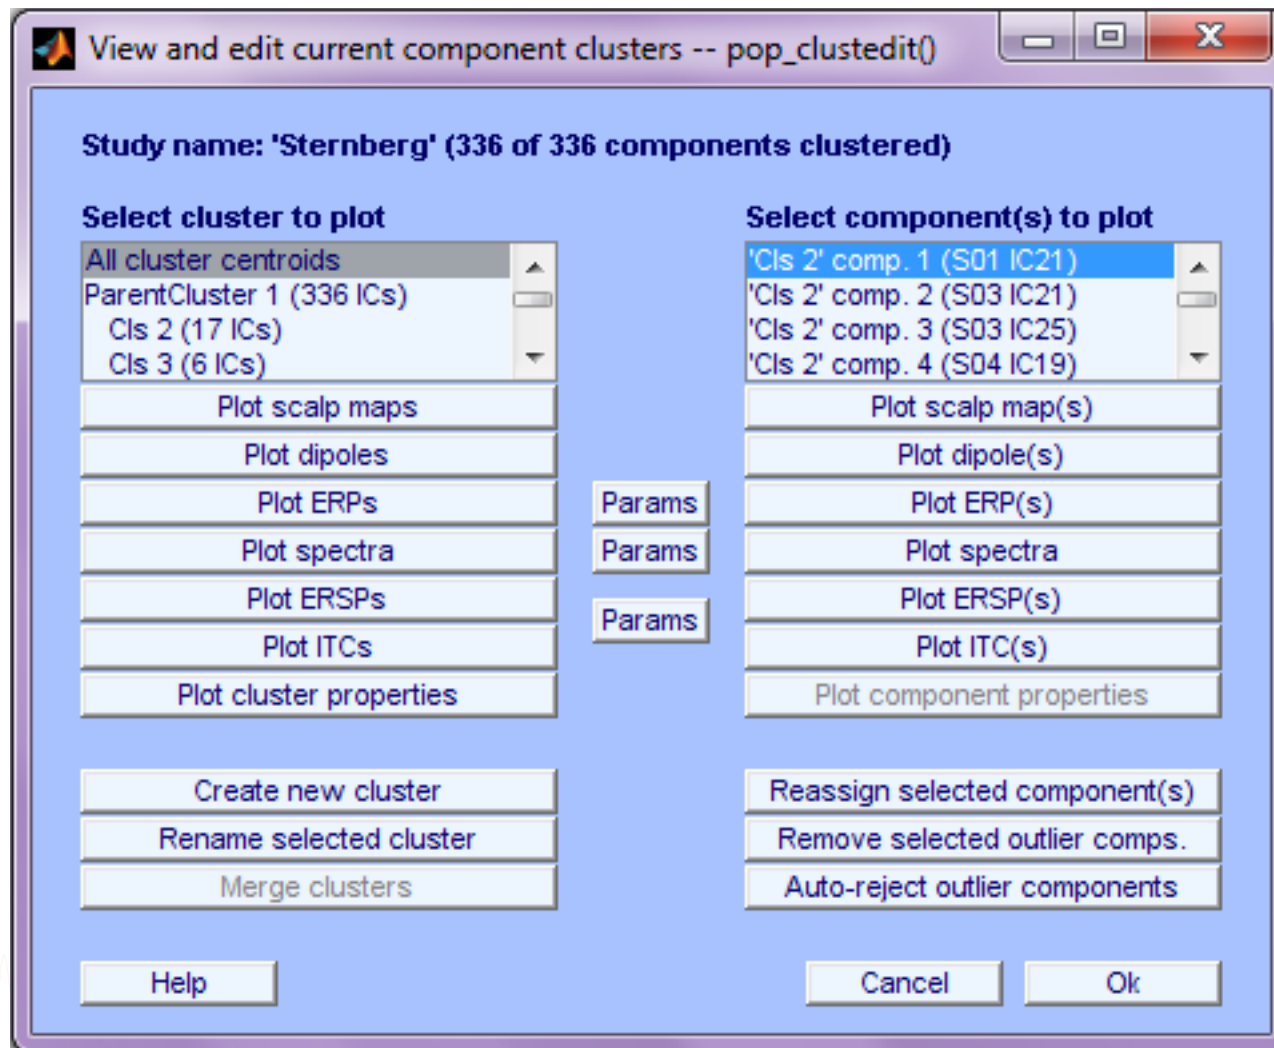 View and edit current component clusters -- pop_clustedit()
Study name: 'Sternberg' (336 of 336 components clustered)
Select cluster to plot
All cluster centroids
ParentCluster 1 (336 ICs)
Cls 2 (17 ICs)
Cls 3 (6 ICs)
Select component(s) to plot
'Cls 2' comp. 1 (S01 IC21)
'Cls 2' comp. 2 (S03 IC21)
'Cls 2' comp. 3 (S03 IC25)
'Cls 2' comp. 4 (S04 IC19)
Plot scalp maps
Plot scalp map(s)
Plot dipoles
Plot dipole(s)
Plot ERPs
Params
Plot ERP(s)
Plot spectra
Params
Plot spectra
Plot ERSPs
Params
Plot ERSP(s)
Plot ITCs
Plot ITC(s)
Plot cluster properties
Plot component properties
Create new cluster
Reassign selected component(s)
Rename selected cluster
Remove selected outlier comps.
Merge clusters
Auto-reject outlier components
Help
Cancel
Ok